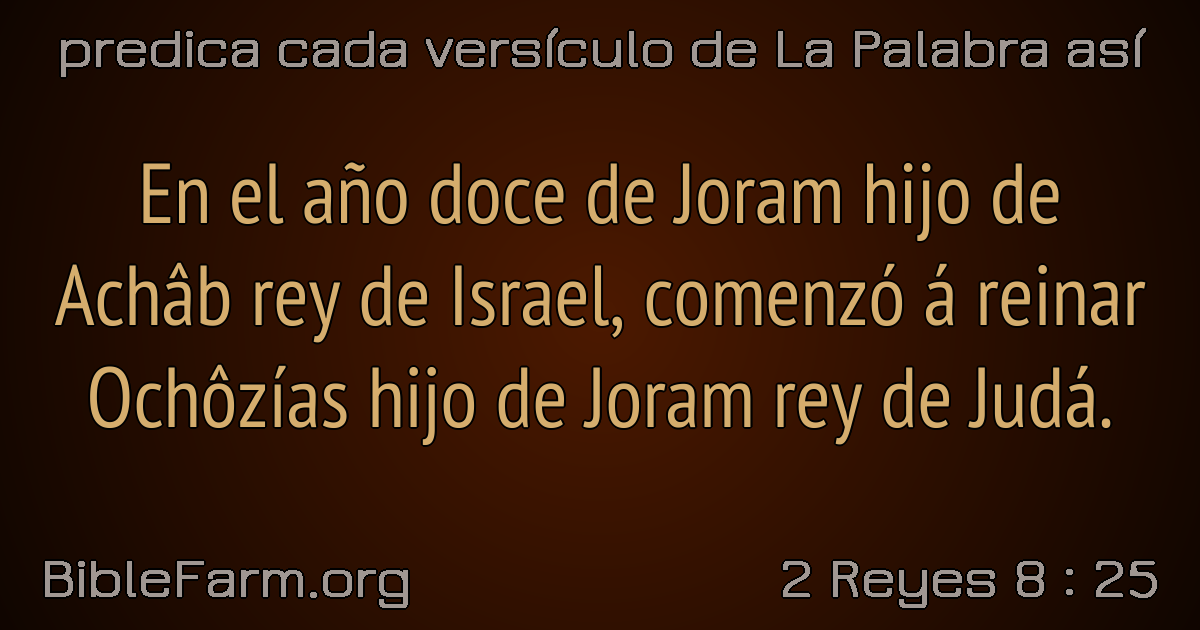 predica cada versículo de La Palabra así
En el año doce de Joram hijo de
Achâb rey de Israel, comenzó á reinar
Ochôzías hijo de Joram rey de Judá.
BibleFarm.org
2 Reyes 8 : 25